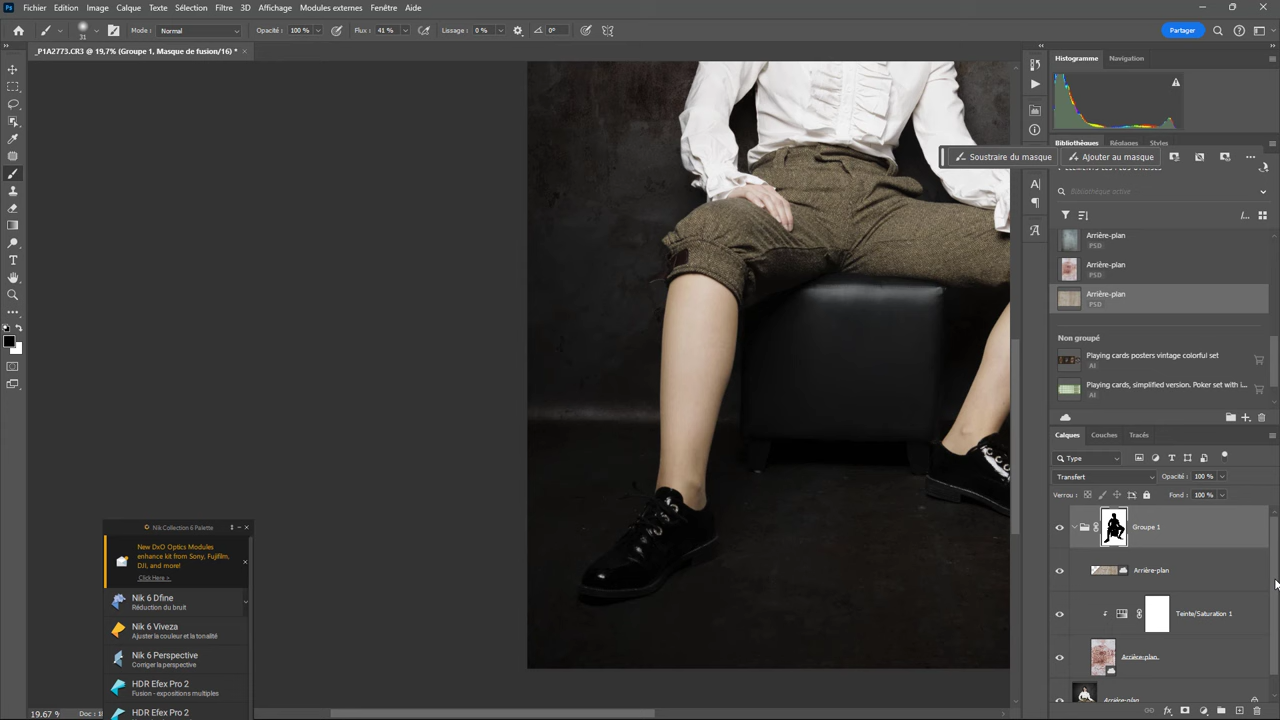 Fichier Edition Image Calque Texte Sélection Filtre 3D Affichage Modules externes Fenêtre Aide
Mode : Normal Opacité : 100 % Flux : 41 % Lissage : 0 % 0° Partager
31
_P1A2773.CR3 @ 19,7% (Groupe 1, Masque de fusion/16) *
Histogramme Navigation
Bibliothèques Réglages Styles
Soustraire du masque Ajouter au masque
Bibliothèque active
Arrière-plan
PSD
Arrière-plan
PSD
Arrière-plan
PSD
Non groupé
Playing cards posters vintage colorful set
AI
Playing cards, simplified version. Poker set with i...
AI
Calques Couches Tracés
Type
Transfert Opacité : 100 %
Verrou : Fond : 100 %
Groupe 1
Arrière-plan
Teinte/Saturation 1
Arrière-plan
Arrière-plan
Nik Collection 6 Palette
New DxO Optics Modules
enhance kit from Sony, Fujifilm,
DJI, and more!
Click Here >
Nik 6 Dfine
Réduction du bruit
Nik 6 Viveza
Ajuster la couleur et la tonalité
Nik 6 Perspective
Corriger la perspective
HDR Efex Pro 2
Fusion - expositions multiples
HDR Efex Pro 2
19.67 %